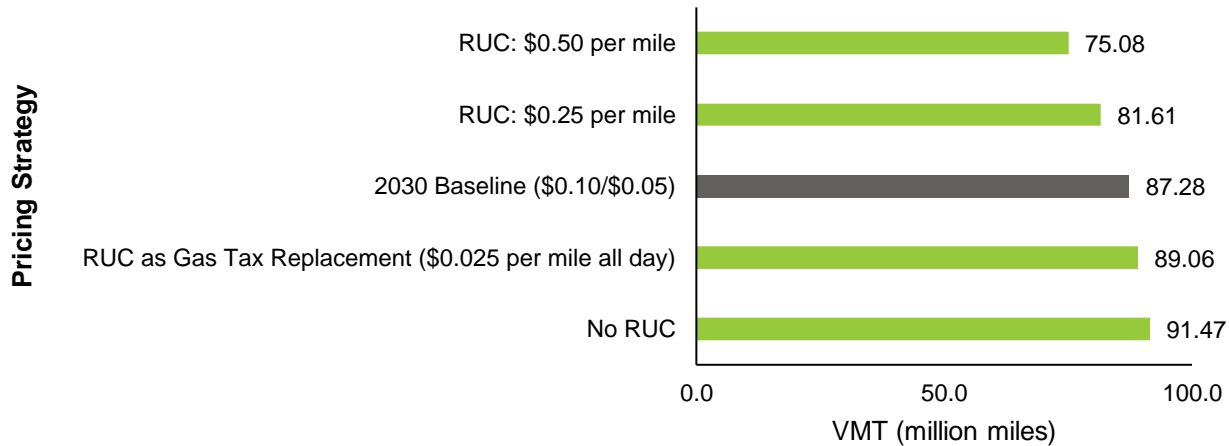 Pricing Strategy
RUC: $0.50 per mile 75.08
RUC: $0.25 per mile 81.61
2030 Baseline ($0.10/$0.05) 87.28
RUC as Gas Tax Replacement ($0.025 per mile all day) 89.06
No RUC 91.47
0.0 50.0 100.0
VMT (million miles)